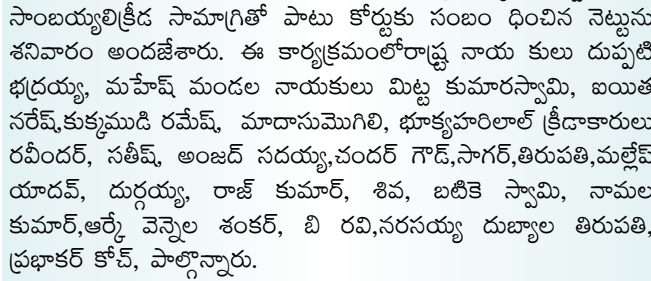 సాంబయ్యలిక్రీడ సామాగ్రితో పాటు కోర్టుకు సంబం ధించిన నెట్టును
శనివారం అందజేశారు. ఈ కార్యక్రమంలోరాష్ట్ర నాయ కులు దుప్పటి
భద్రయ్య, మహేష్ మండల నాయకులు మిట్ట కుమారస్వామి, ఐయిత
నరేష్,కుక్కముడి రమేష్, మాదాసుమొగిలి, భూక్యహరిలాల్ క్రీడాకారులు
రవీందర్, సతీష్, అంజద్ సదయ్య,చందర్ గౌడ్,సాగర్,తిరుపతి,మల్లేష్
యాదవ్, దుర్గయ్య, రాజ్ కుమార్, శివ, బటికె స్వామి, నామల
కుమార్,ఆర్కే వెన్నెల శంకర్, బి రవి,నరసయ్య దుబ్యాల తిరుపతి,
ప్రభాకర్ కోచ్, పాల్గొన్నారు.